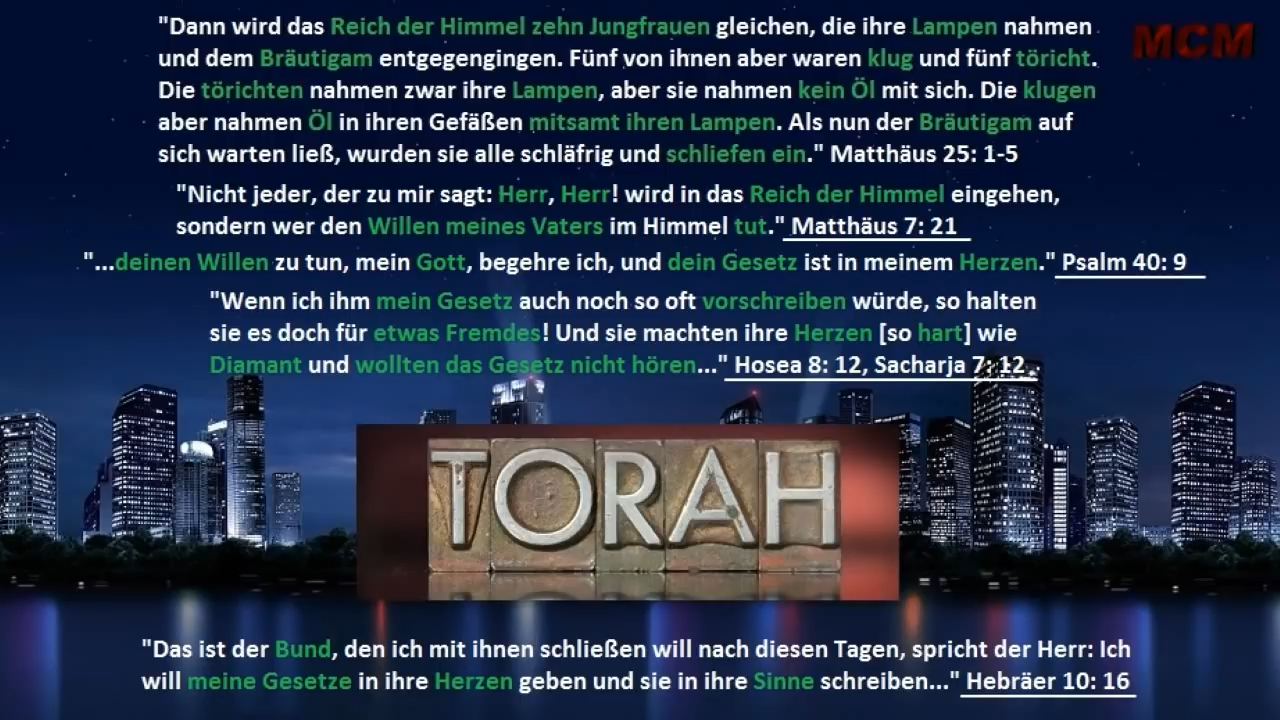 "Dann wird das Reich der Himmel zehn Jungfrauen gleichen, die ihre Lampen nahmen
und dem Bräutigam entgegengingen. Fünf von ihnen aber waren klug und fünf töricht.
Die törichten nahmen zwar ihre Lampen, aber sie nahmen kein Öl mit sich. Die klugen
aber nahmen Öl in ihren Gefäßen mitsamt ihren Lampen. Als nun der Bräutigam auf
sich warten ließ, wurden sie alle schläfrig und schliefen ein." Matthäus 25: 1-5
MCM
"Nicht jeder, der zu mir sagt: Herr, Herr! wird in das Reich der Himmel eingehen,
sondern wer den Willen meines Vaters im Himmel tut." Matthäus 7: 21
"...deinen Willen zu tun, mein Gott, begehre ich, und dein Gesetz ist in meinem Herzen." Psalm 40: 9
"Wenn ich ihm mein Gesetz auch noch so oft vorschreiben würde, so halten
sie es doch für etwas Fremdes! Und sie machten ihre Herzen [so hart] wie
Diamant und wollten das Gesetz nicht hören..." Hosea 8: 12, Sacharja 7: 12
TORAH
"Das ist der Bund, den ich mit ihnen schließen will nach diesen Tagen, spricht der Herr: Ich
will meine Gesetze in ihre Herzen geben und sie in ihre Sinne schreiben..." Hebräer 10: 16